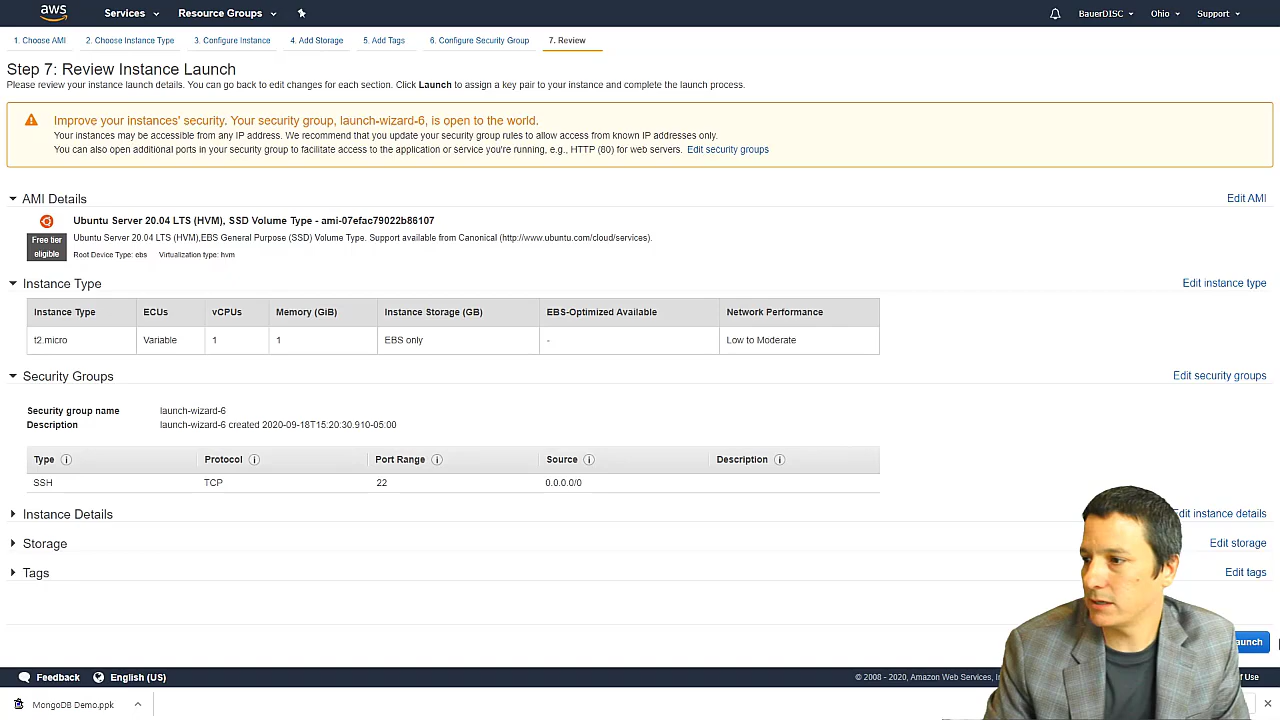 aws Services Resource Groups BauerDISC Ohio Support
1. Choose AMI 2. Choose Instance Type 3. Configure Instance 4. Add Storage 5. Add Tags 6. Configure Security Group 7. Review
Step 7: Review Instance Launch
Please review your instance launch details. You can go back to edit changes for each section. Click Launch to assign a key pair to your instance and complete the launch process.
Improve your instances' security. Your security group, launch-wizard-6, is open to the world.
Your instances may be accessible from any IP address. We recommend that you update your security group rules to allow access from known IP addresses only.
You can also open additional ports in your security group to facilitate access to the application or service you're running, e.g., HTTP (80) for web servers. Edit security groups
AMI Details Edit AMI
Ubuntu Server 20.04 LTS (HVM), SSD Volume Type - ami-07efac79022b86107
Free tier eligible
Ubuntu Server 20.04 LTS (HVM),EBS General Purpose (SSD) Volume Type. Support available from Canonical (http://www.ubuntu.com/cloud/services).
Root Device Type: ebs Virtualization type: hvm
Instance Type Edit instance type
Instance Type ECUs vCPUs Memory (GiB) Instance Storage (GB) EBS-Optimized Available Network Performance
t2.micro Variable 1 1 EBS only - Low to Moderate
Security Groups Edit security groups
Security group name launch-wizard-6
Description launch-wizard-6 created 2020-09-18T15:20:30.910-05:00
Type Protocol Port Range Source Description
SSH TCP 22 0.0.0.0/0
Instance Details Edit instance details
Storage Edit storage
Tags Edit tags
aunch
Feedback English (US) © 2008 - 2020, Amazon Web Services, In f Use
MongoDB Demo.ppk